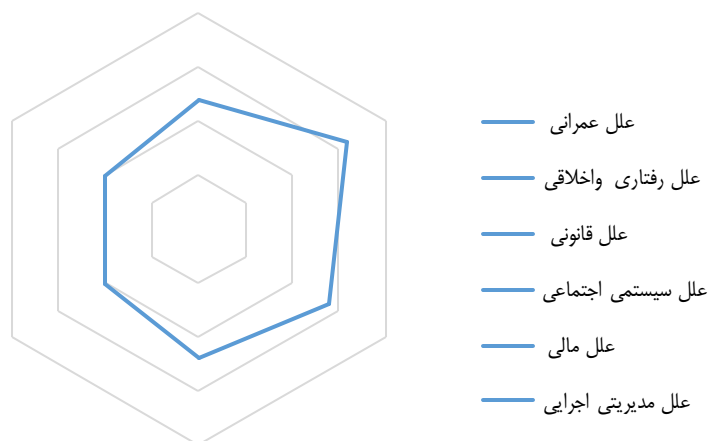 علل عمرانی
علل رفتاری واخلاقی
علل قانونی
علل سیستمی اجتماعی
علل مالی
علل مدیریتی اجرایی